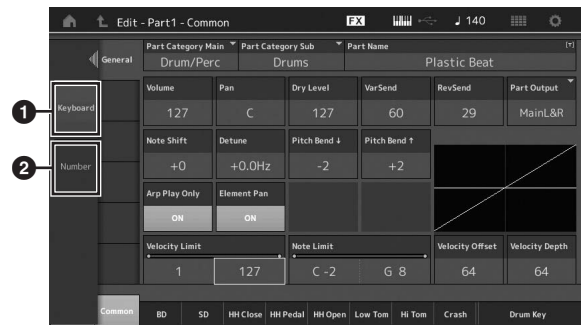 Edit - Part1 - Common FX 140
General Part Category Main Part Category Sub Part Name [T]
Drum/Perc Drums Plastic Beat
1 Keyboard
Volume Pan Dry Level VarSend RevSend Part Output
127 C 127 60 29 MainL&R
2 Number
Note Shift Detune Pitch Bend ↓ Pitch Bend ↑
+0 +0.0Hz -2 +2
Arp Play Only Element Pan
ON ON
Velocity Limit Note Limit Velocity Offset Velocity Depth
1 127 C -2 G 8 64 64
Common BD SD HH Close HH Pedal HH Open Low Tom Hi Tom Crash Drum Key